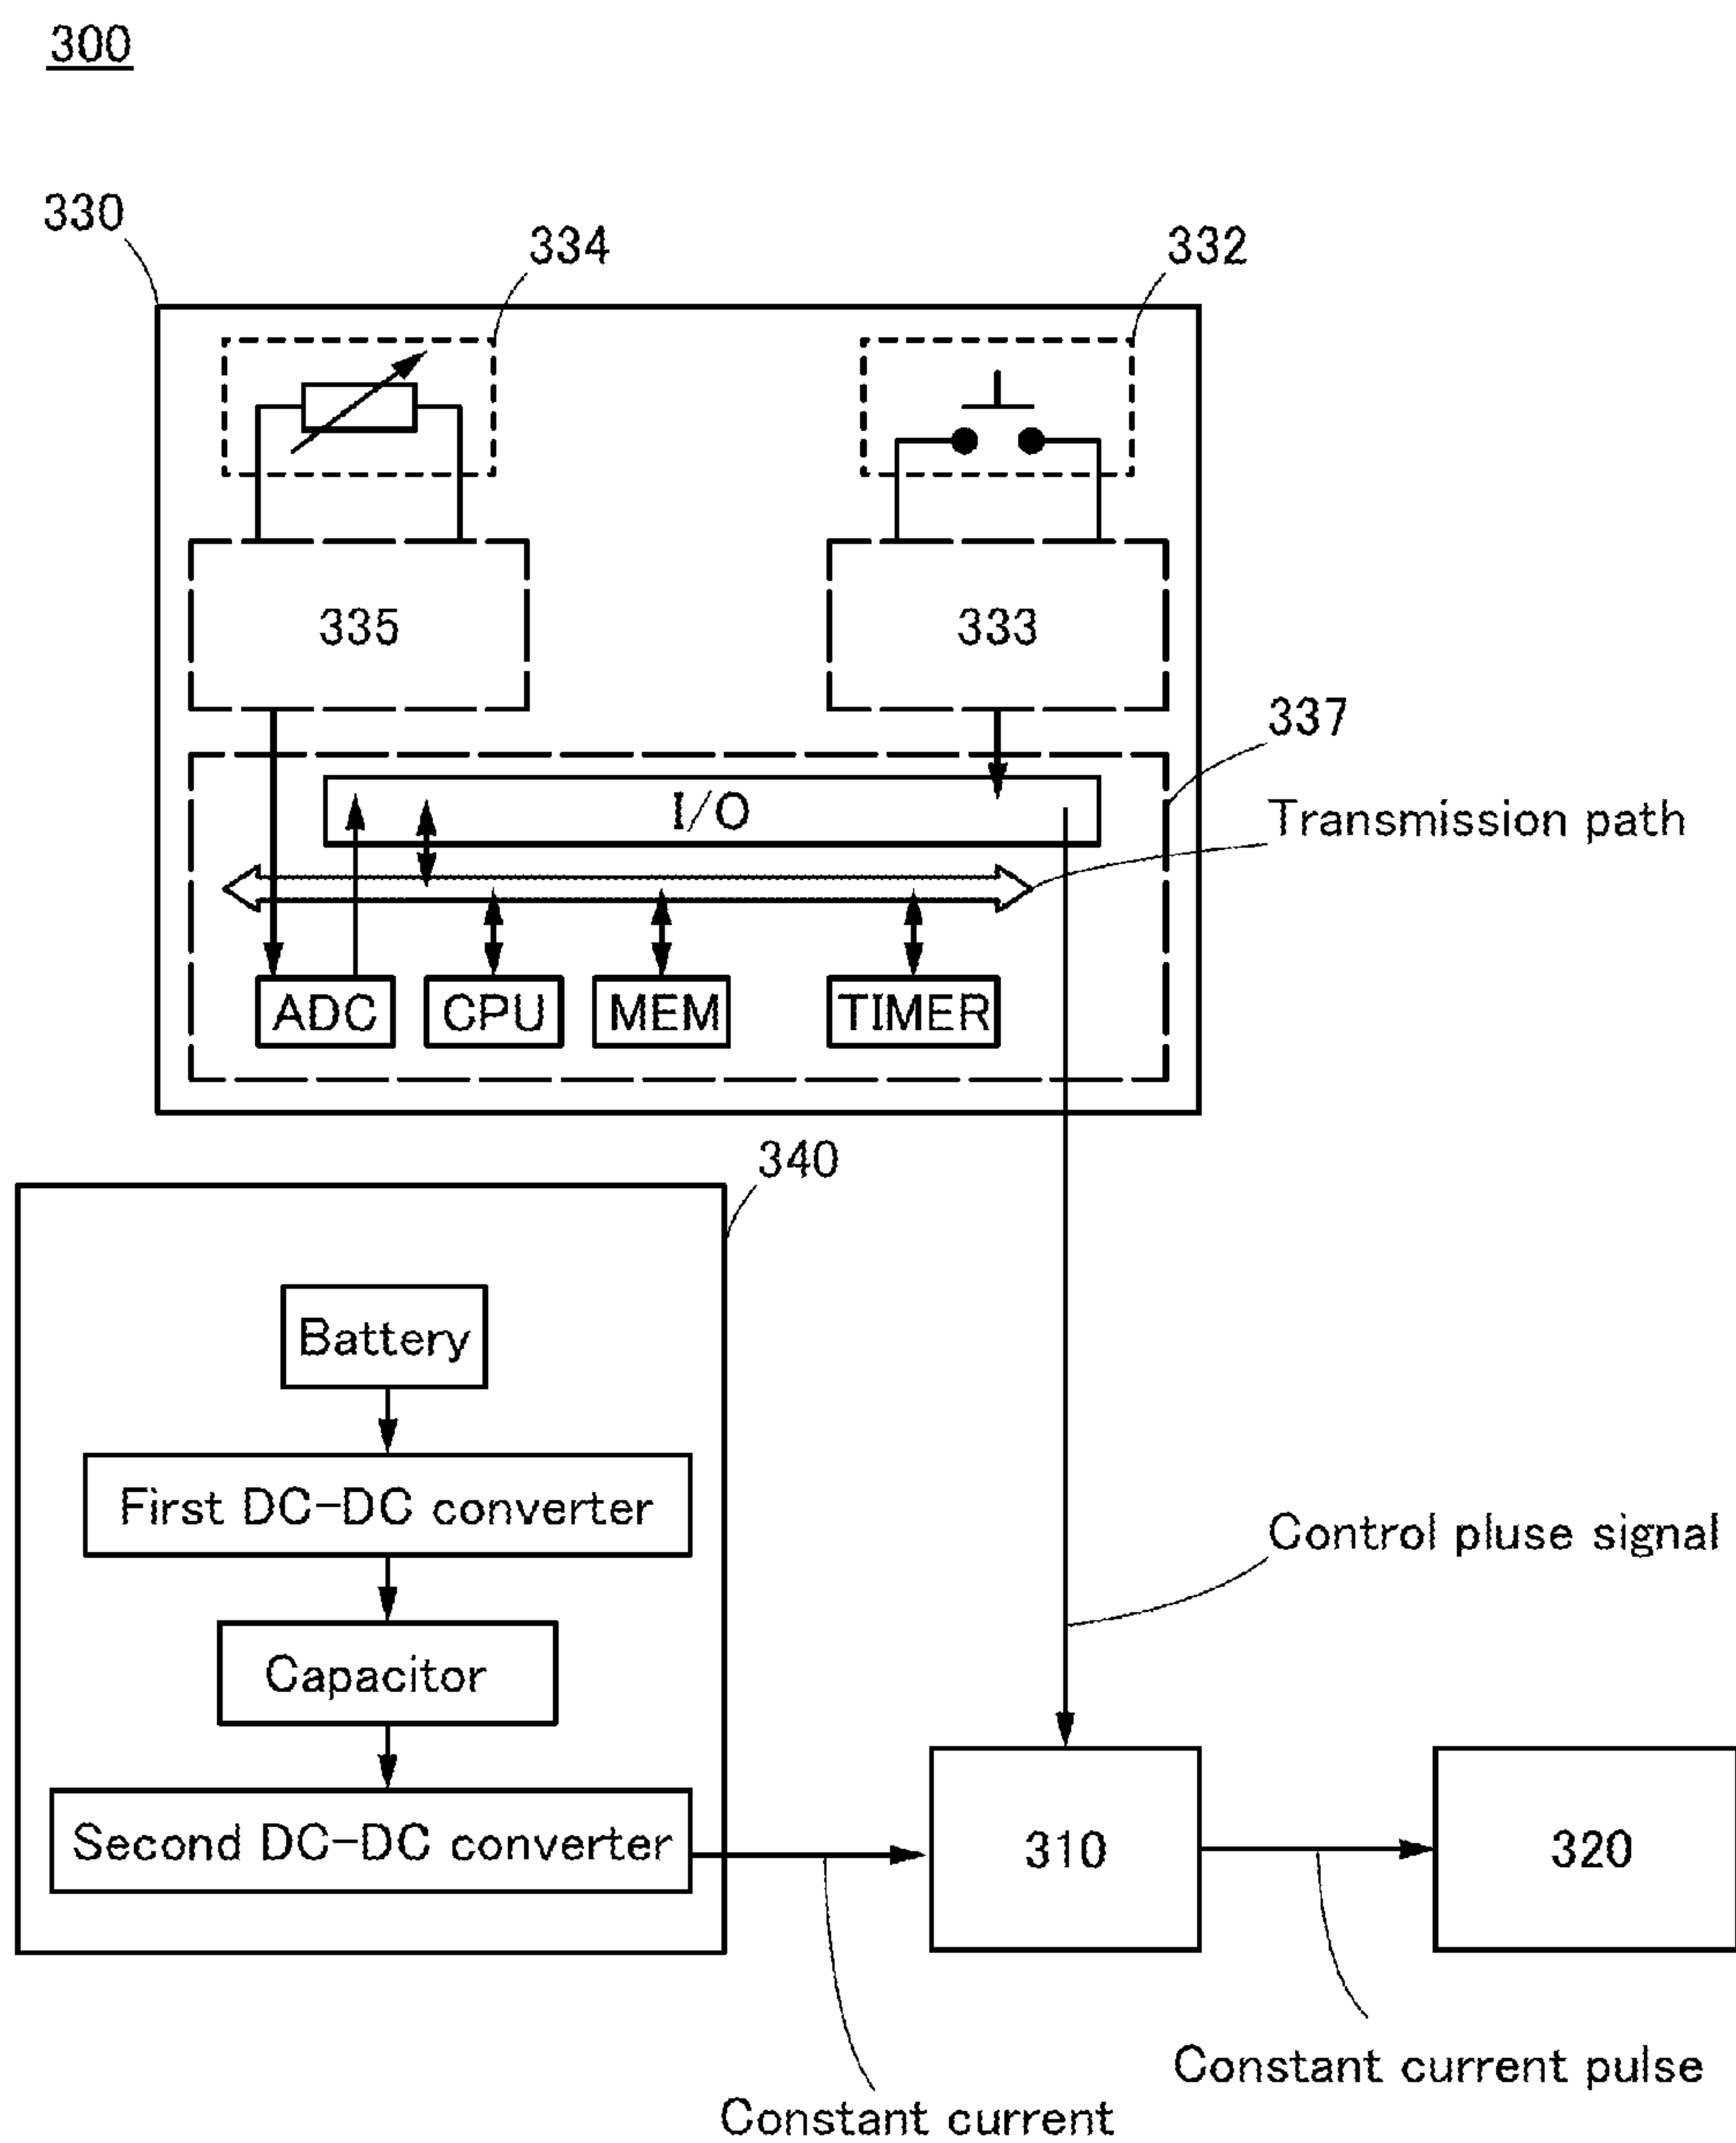 300
330
334
332
335
333
337
I/O
Transmission path
ADC
CPU
MEM
TIMER
340
Battery
First DC-DC converter
Control pluse signal
Capacitor
Second DC-DC converter
310
320
Constant current pulse
Constant current